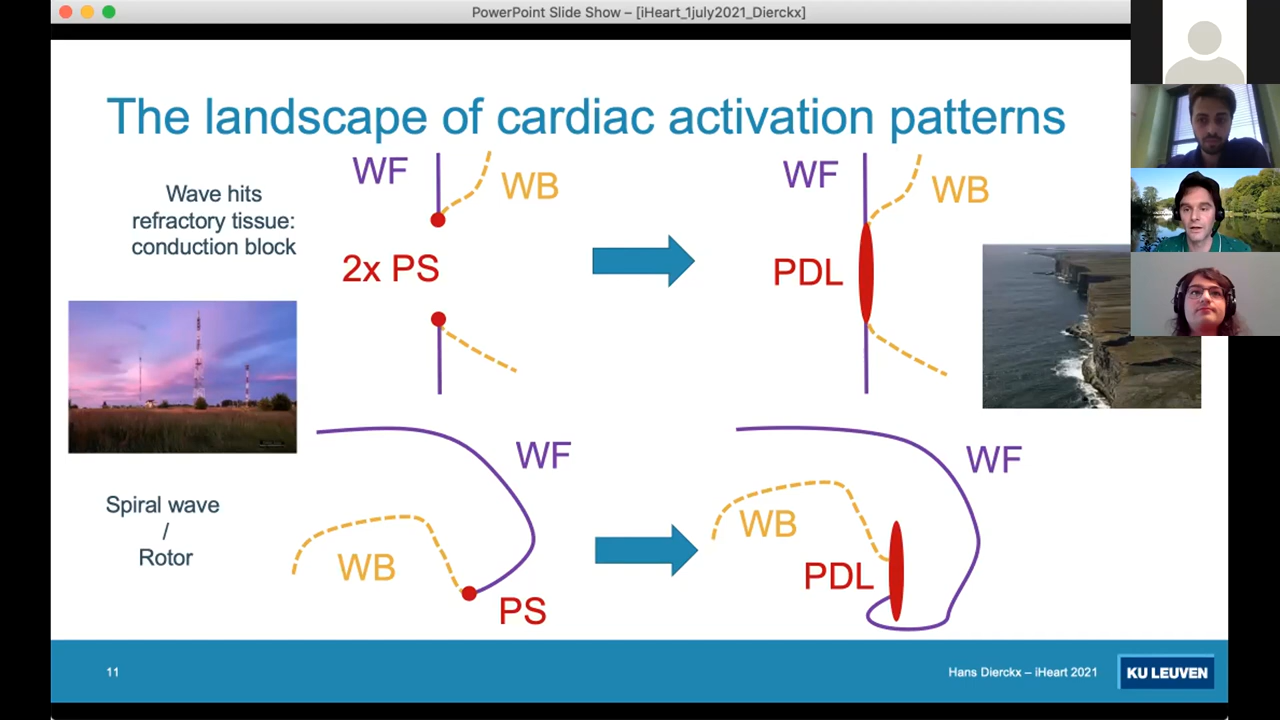 PowerPoint Slide Show – [iHeart_1july2021_Dierckx]
The landscape of cardiac activation patterns
Wave hits
refractory tissue:
conduction block
WF
WB
2x PS
WF
WB
PDL
Spiral wave
/
Rotor
WF
WB
PS
WF
WB
PDL
11
Hans Dierckx – iHeart 2021
KU LEUVEN